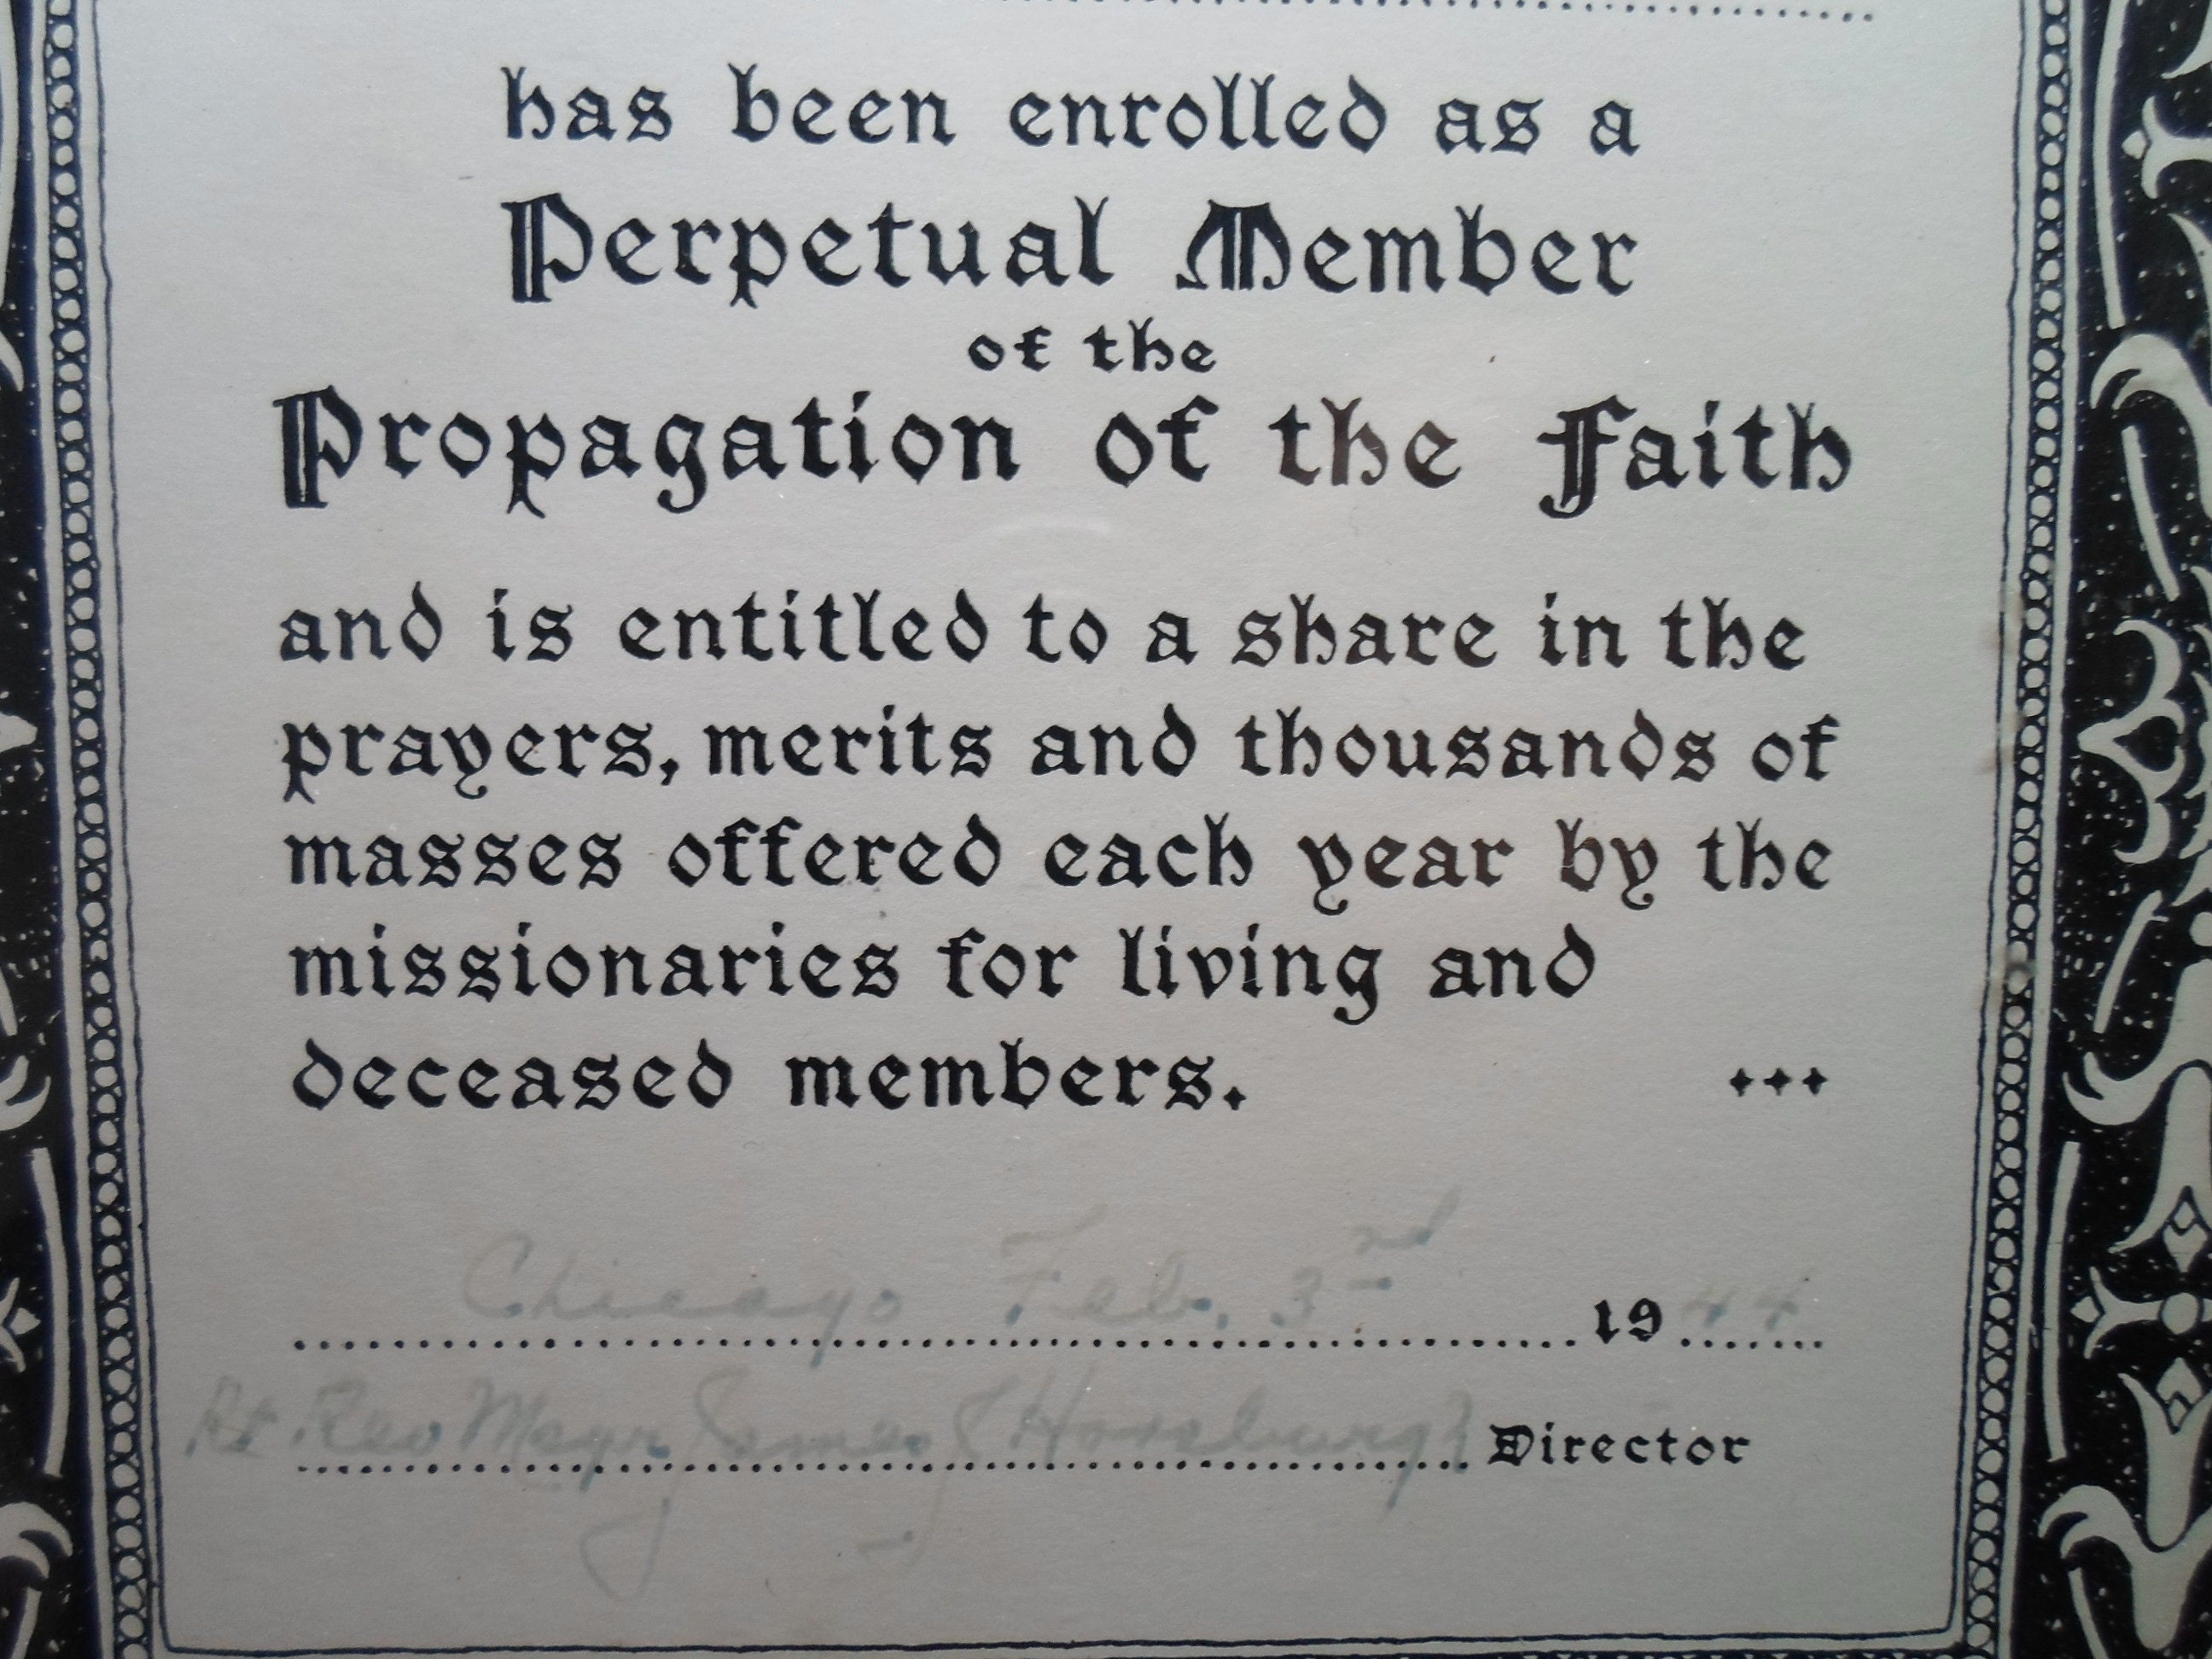 has been enrolled as a
Perpetual Member
of the
Propagation of the Faith
and is entitled to a share in the
prayers, merits and thousands of
masses offered each year by the
missionaries for living and
deceased members.
Chicago Feb. 3rd 1944
Rt Rev Msgr. James J Horsburgh Director